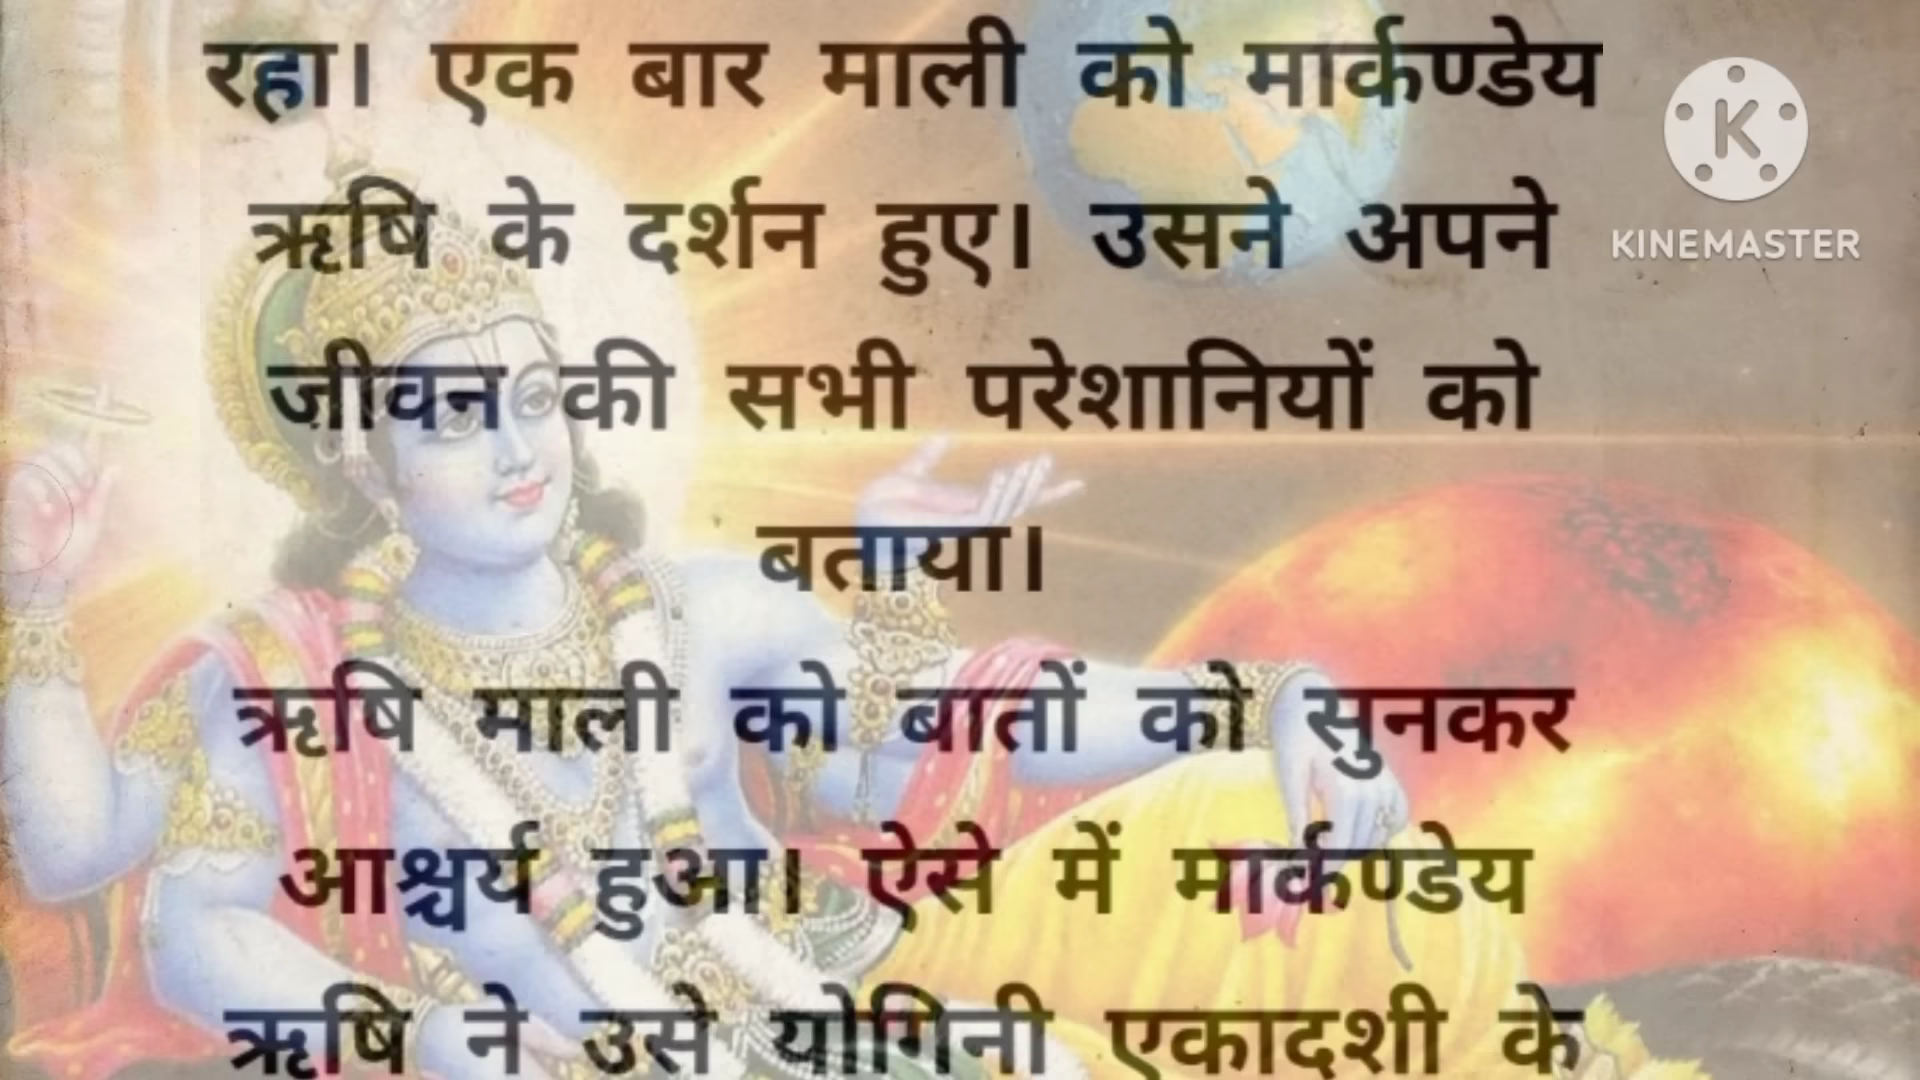 रहा। एक बार माली को मार्कण्डेय
ऋषि के दर्शन हुए। उसने अपने
जीवन की सभी परेशानियों को
बताया।
ऋषि माली को बातों को सुनकर
आश्चर्य हुआ। ऐसे में मार्कण्डेय
ऋषि ने उसे योगिनी एकादशी के
K
KINEMASTER